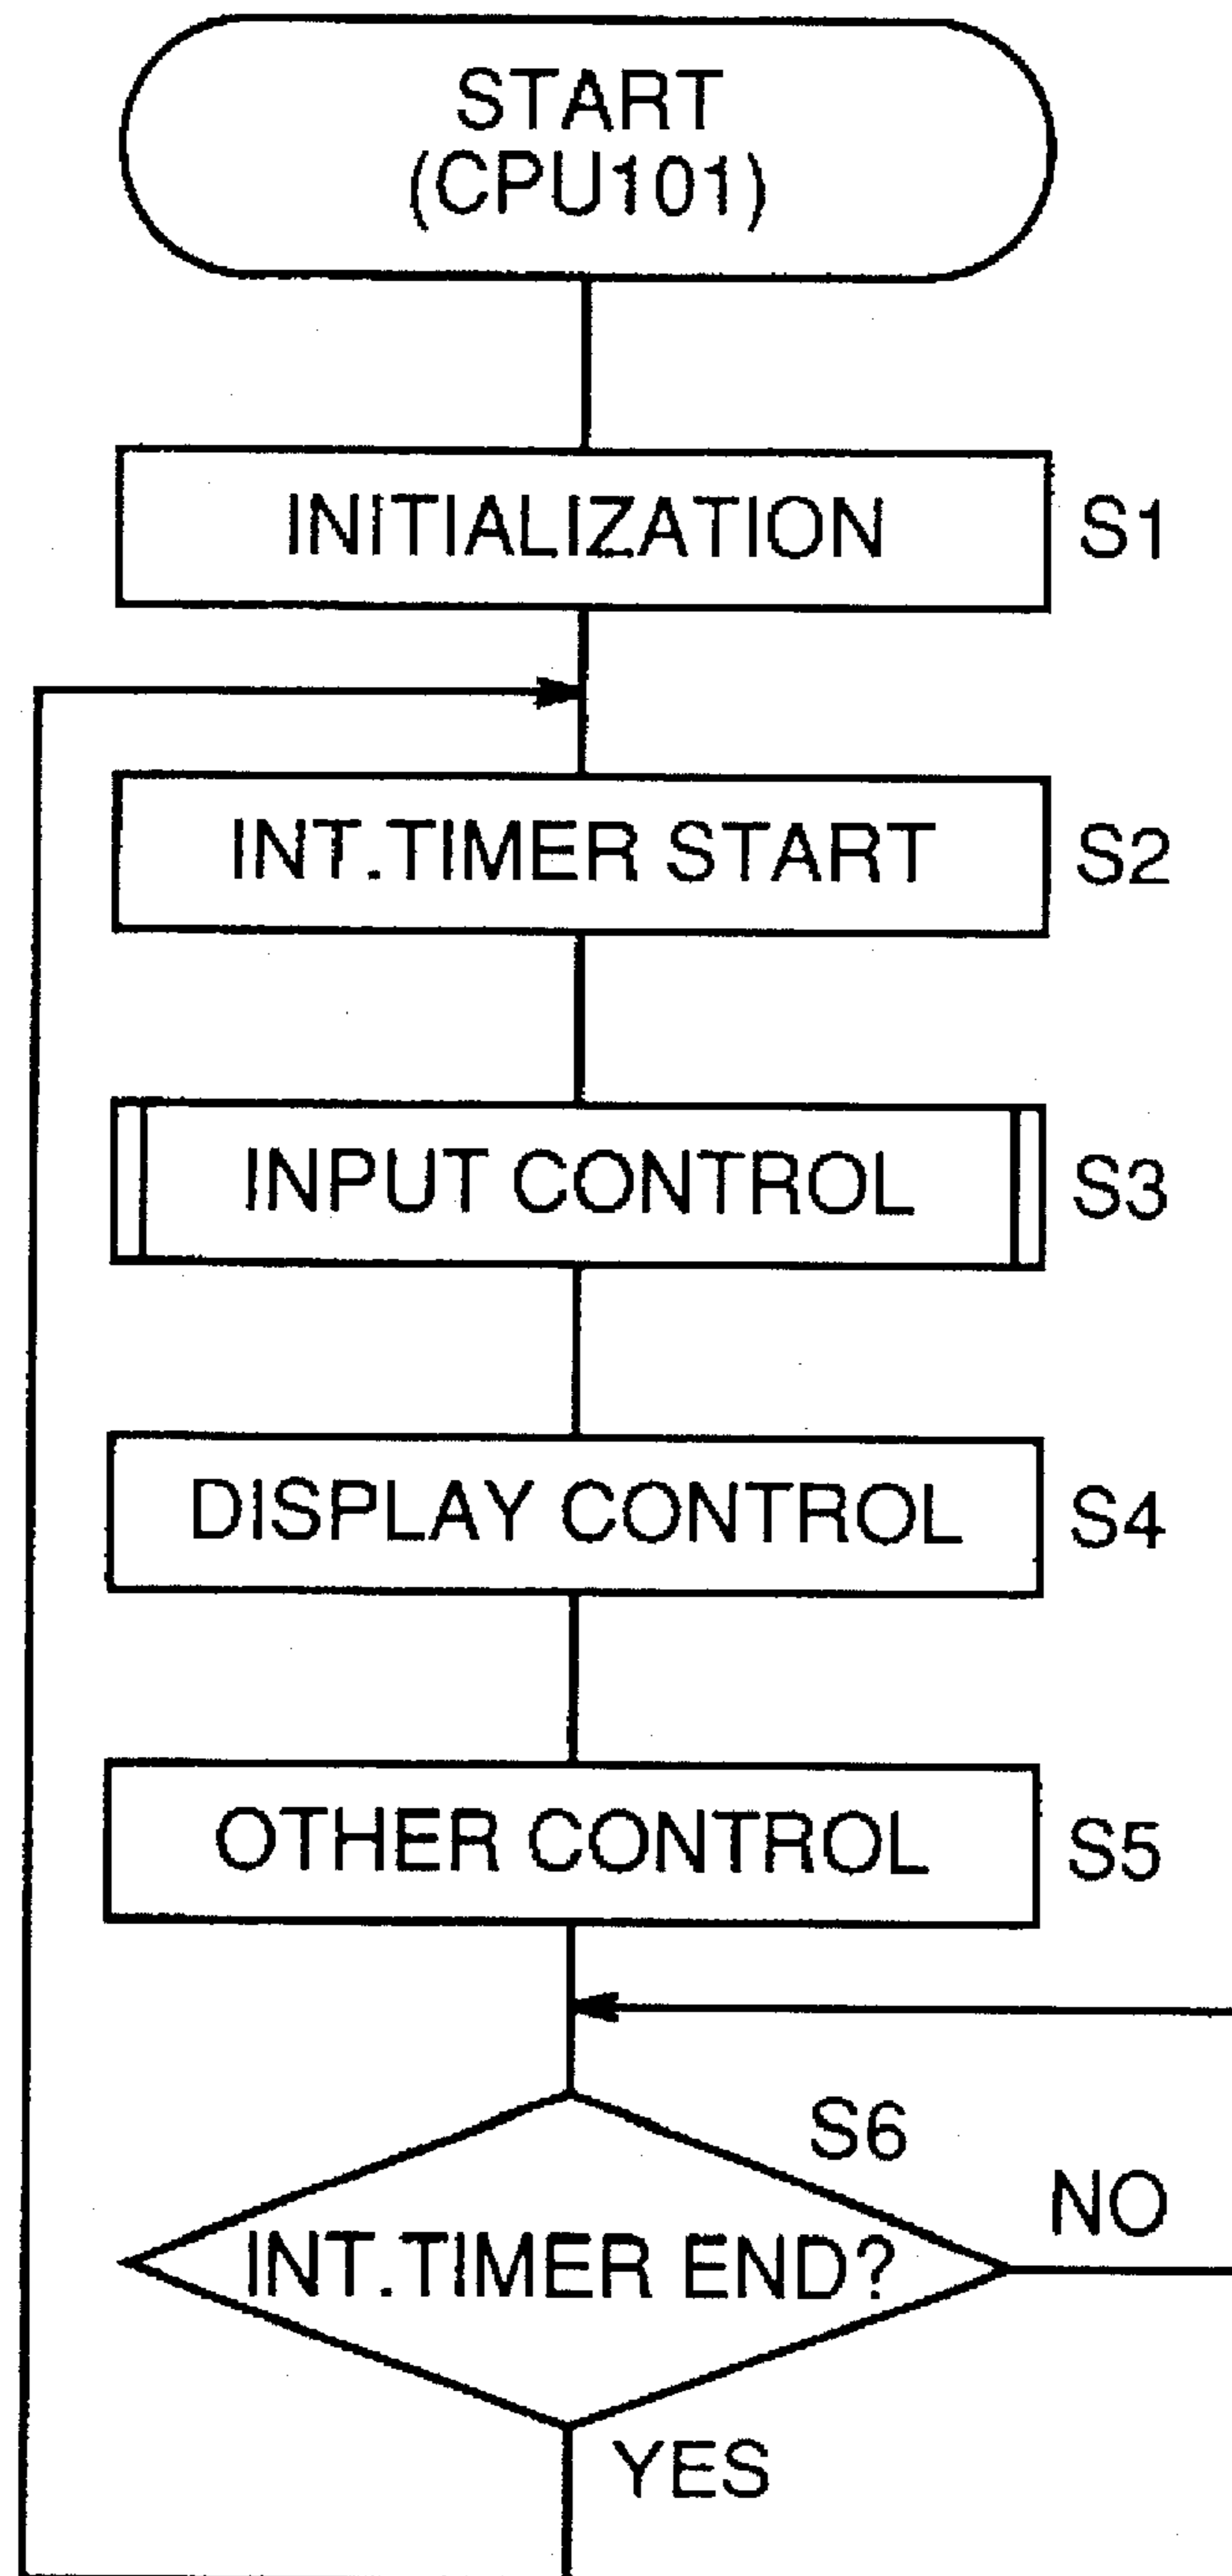 START
(CPU101)
INITIALIZATION S1
INT.TIMER START S2
INPUT CONTROL S3
DISPLAY CONTROL S4
OTHER CONTROL S5
S6
NO
INT.TIMER END?
YES